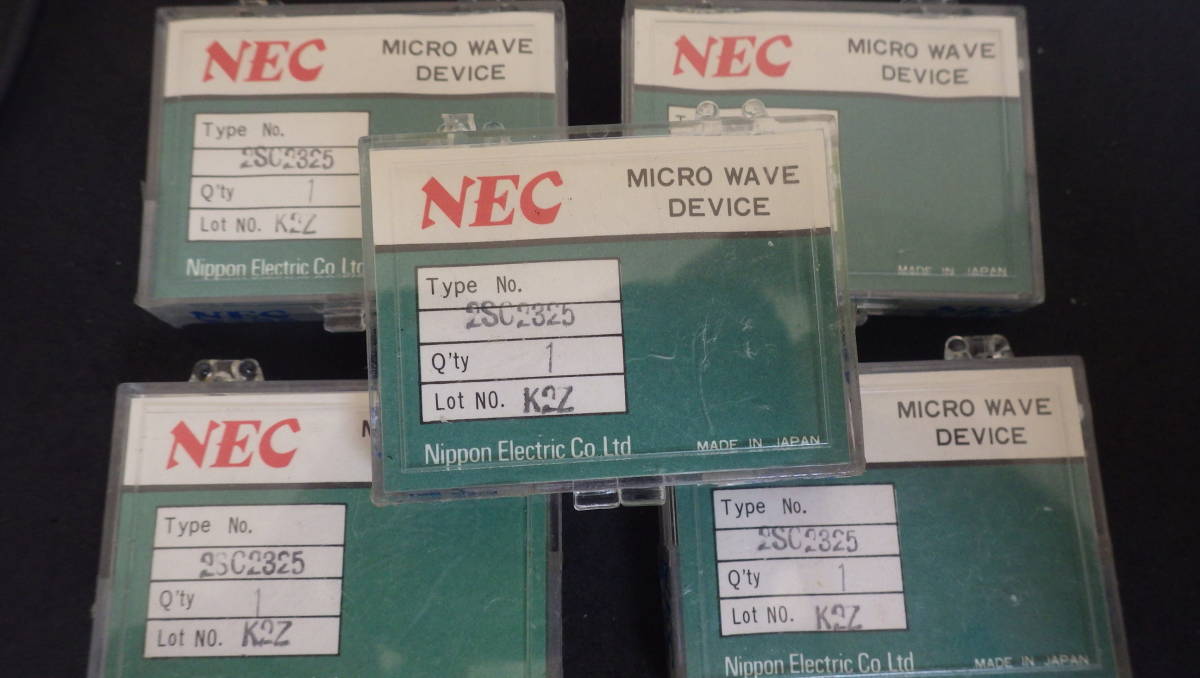 NEC MICRO WAVE
DEVICE
Type No.
2SC2325
Q'ty 1
Lot NO. K2Z
Nippon Electric Co Ltd
NEC
NEC MICRO WAVE
DEVICE
MADE IN JAPAN
NEC MICRO WAVE
DEVICE
Type No.
2SC2325
Q'ty 1
Lot NO. K2Z
Nippon Electric Co Ltd MADE IN JAPAN
NEC
Type No.
2SC2325
Q'ty 1
Lot NO. K2Z
MICRO WAVE
DEVICE
Type No.
2SC2325
Q'ty 1
Lot NO. K2Z
Nippon Electric Co Ltd MADE IN JAPAN